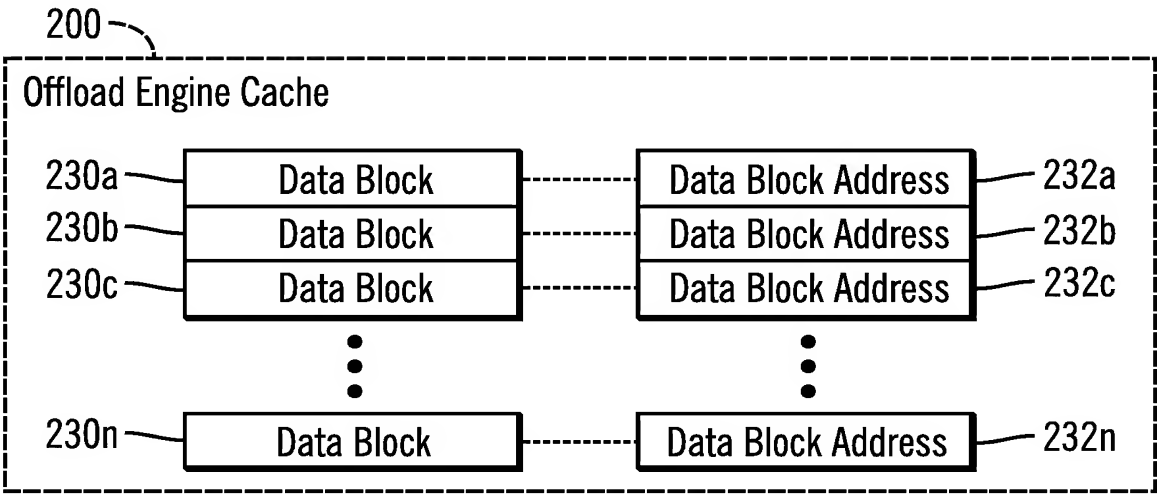 200
Offload Engine Cache
230a Data Block Data Block Address 232a
230b Data Block Data Block Address 232b
230c Data Block Data Block Address 232c
230n Data Block Data Block Address 232n